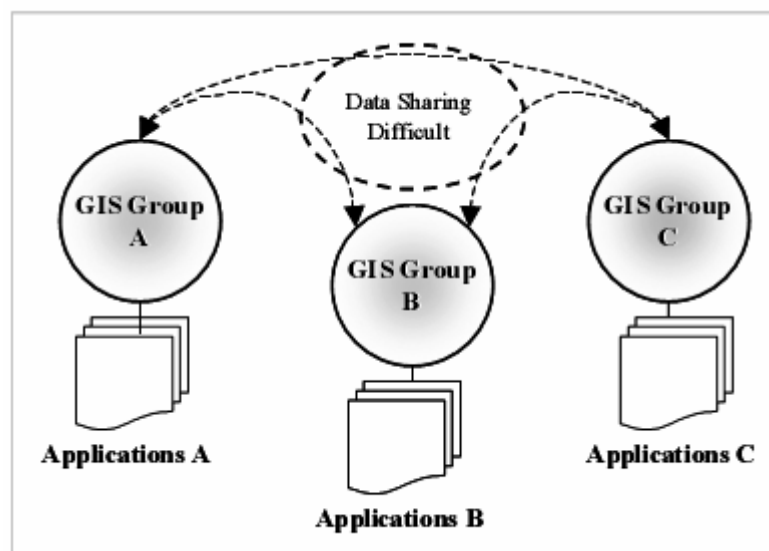 Data Sharing
Difficult
GIS Group
A
GIS Group
B
GIS Group
C
Applications A
Applications B
Applications C